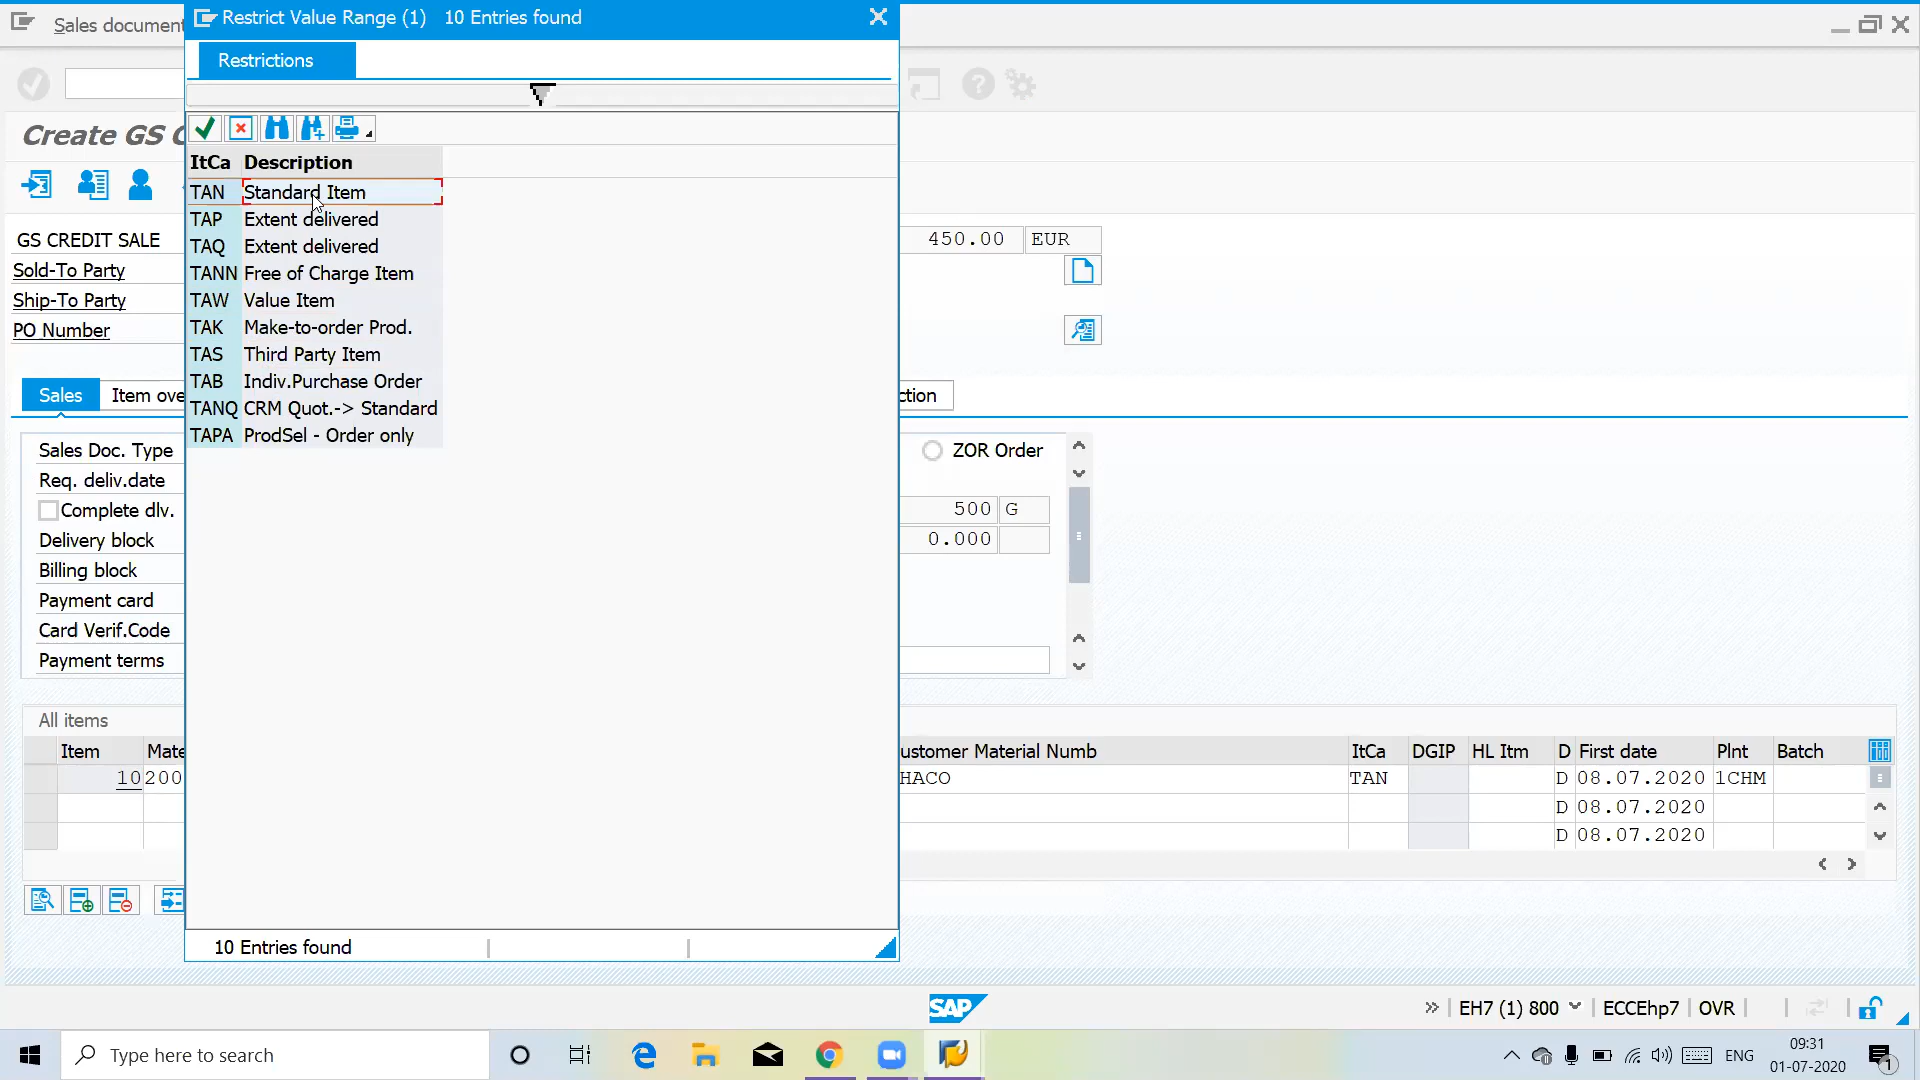 Sales document
Restrict Value Range (1) 10 Entries found
Restrictions
Create GS C
ItCa Description
TAN Standard Item
TAP Extent delivered
TAQ Extent delivered
TANN Free of Charge Item
TAW Value Item
TAK Make-to-order Prod.
TAS Third Party Item
TAB Indiv.Purchase Order
TANQ CRM Quot.-> Standard
TAPA ProdSel - Order only
10 Entries found
GS CREDIT SALE
450.00 EUR
Sold-To Party
Ship-To Party
PO Number
Sales Item ove
ction
Sales Doc. Type
ZOR Order
Req. deliv.date
Complete dlv.
500 G
Delivery block
0.000
Billing block
Payment card
Card Verif.Code
Payment terms
All items
Item Mate ustomer Material Numb ItCa DGIP HL Itm D First date Plnt Batch
10 200 HACO TAN D 08.07.2020 1CHM
D 08.07.2020
D 08.07.2020
SAP
EH7 (1) 800 ECCEhp7 OVR
Type here to search
ENG
09:31
01-07-2020
1